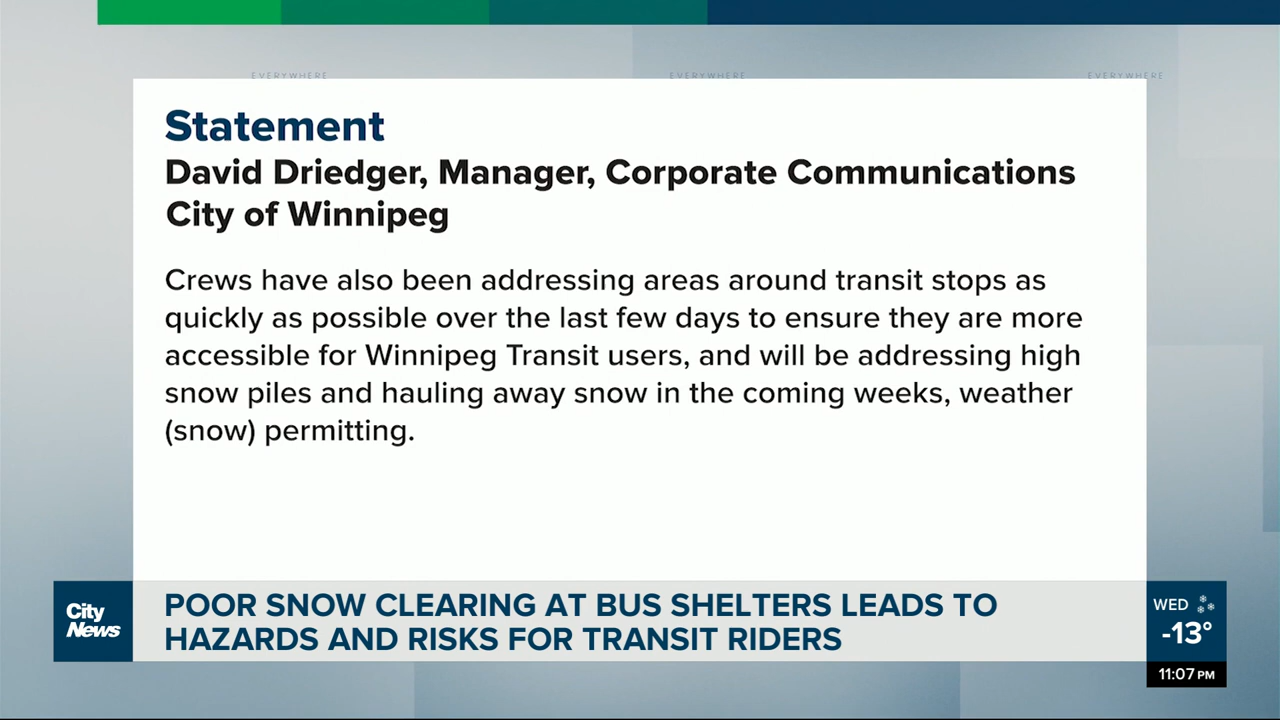 EVERYWHERE EVERYWHERE EVERYWHERE
Statement
David Driedger, Manager, Corporate Communications
City of Winnipeg
Crews have also been addressing areas around transit stops as
quickly as possible over the last few days to ensure they are more
accessible for Winnipeg Transit users, and will be addressing high
snow piles and hauling away snow in the coming weeks, weather
(snow) permitting.
City
News
POOR SNOW CLEARING AT BUS SHELTERS LEADS TO
HAZARDS AND RISKS FOR TRANSIT RIDERS
WED
-13°
11:07 PM